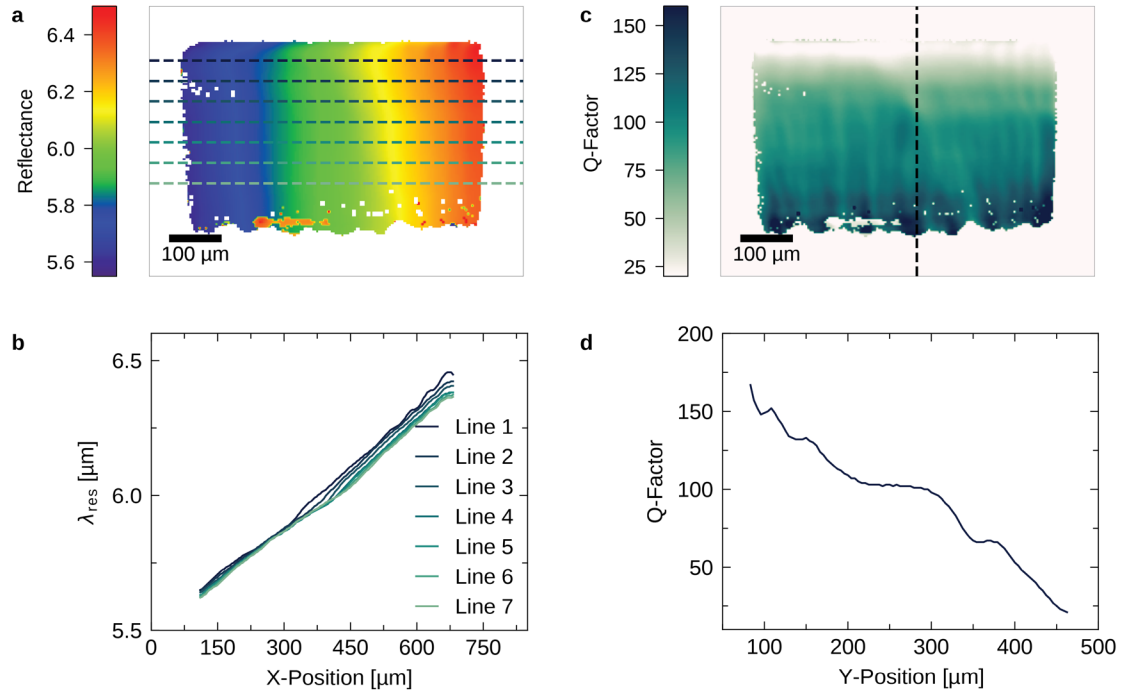 a
6.4
6.2
6.0
5.8
5.6
Reflectance
100 µm
c
150
125
100
75
50
25
Q-Factor
100 µm
b
6.5
6.0
5.5
λres [µm]
0 150 300 450 600 750
X-Position [µm]
Line 1
Line 2
Line 3
Line 4
Line 5
Line 6
Line 7
d
200
150
100
50
Q-Factor
100 200 300 400 500
Y-Position [µm]